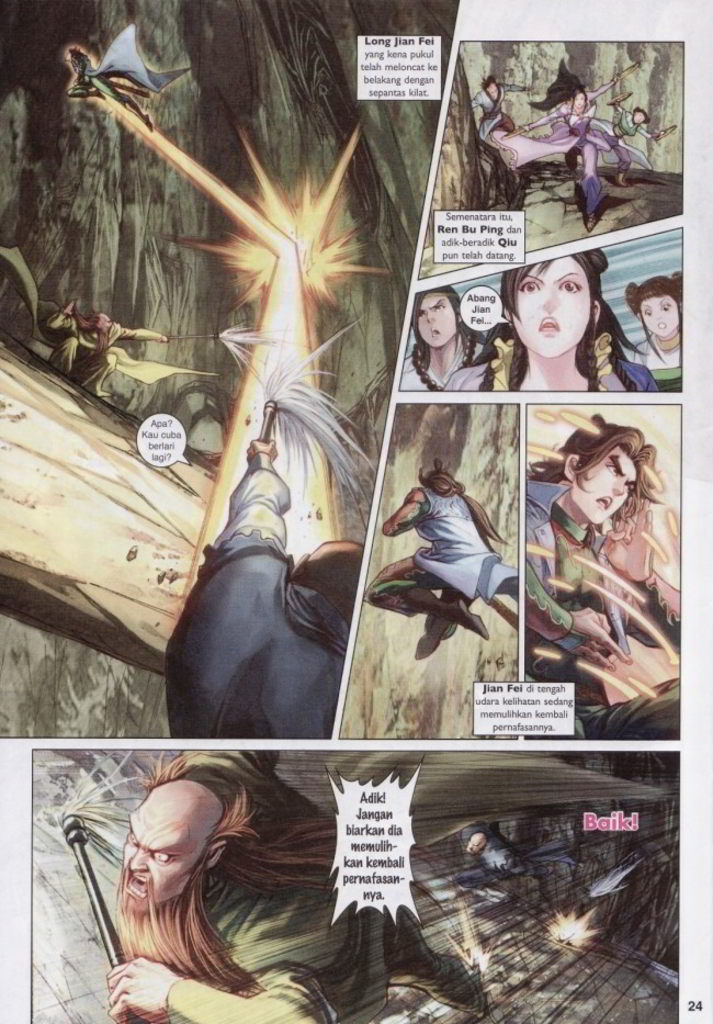 Long Jian Fei
yang kena pukul
telah meloncat ke
belakang dengan
sepantas kilat.
Semenatara itu,
Ren Bu Ping dan
adik-beradik Qiu
pun telah datang.
Abang
Jian
Fei...
Apa?
Kau cuba
berlari
lagi?
Jian Fei di tengah
udara kelihatan sedang
memulihkan kembali
pernafasannya.
Adik!
Jangan
biarkan dia
memulih-
kan kembali
pernafasan-
nya.
Baik!
24